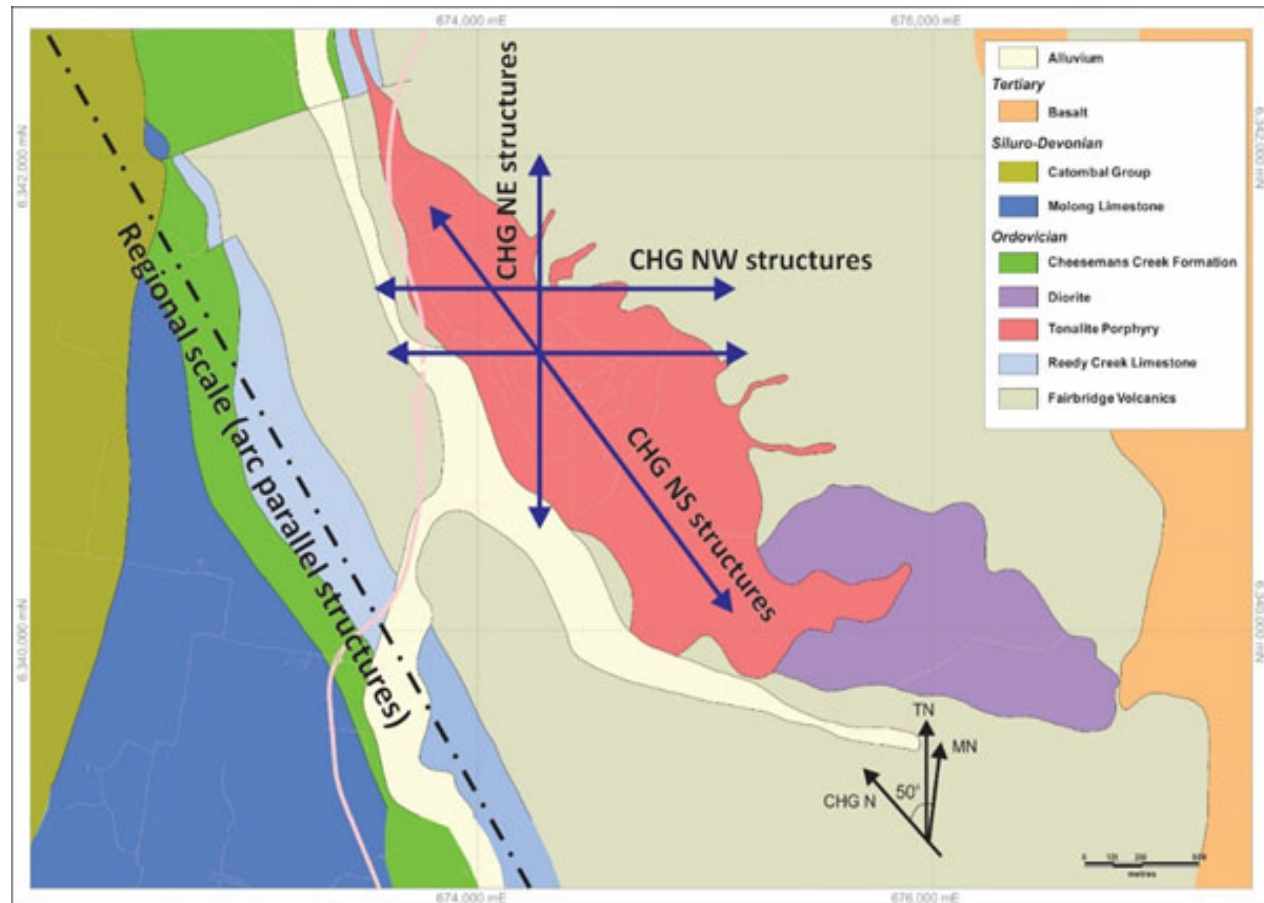 674,000 mE
676,000 mE
6,342,000 mN
6,342,000 mN
6,340,000 mN
6,340,000 mN
Alluvium
Tertiary
Basalt
Siluro-Devonian
Catombal Group
Molong Limestone
Ordovician
Cheesemans Creek Formation
Diorite
Tonalite Porphyry
Reedy Creek Limestone
Fairbridge Volcanics
CHG NE structures
CHG NW structures
CHG NS structures
Regional scale (arc parallel structures)
TN
MN
CHG N
50°
0
metres
674,000 mE
676,000 mE